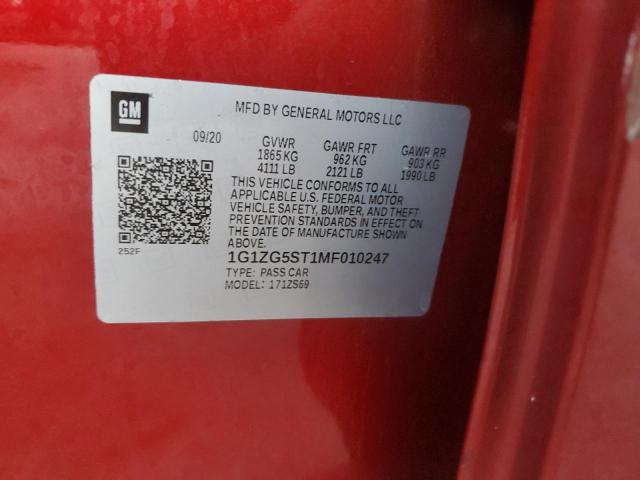 GM
MFD BY GENERAL MOTORS LLC
09/20 GVWR GAWR FRT GAWR RR
1865 KG 962 KG 903 KG
4111 LB 2121 LB 1990 LB
THIS VEHICLE CONFORMS TO ALL
APPLICABLE U.S. FEDERAL MOTOR
VEHICLE SAFETY, BUMPER, AND THEFT
PREVENTION STANDARDS IN EFFECT ON
THE DATE OF MANUFACTURE SHOWN
ABOVE.
252F
1G1ZG5ST1MF010247
TYPE: PASS CAR
MODEL: 171ZS69